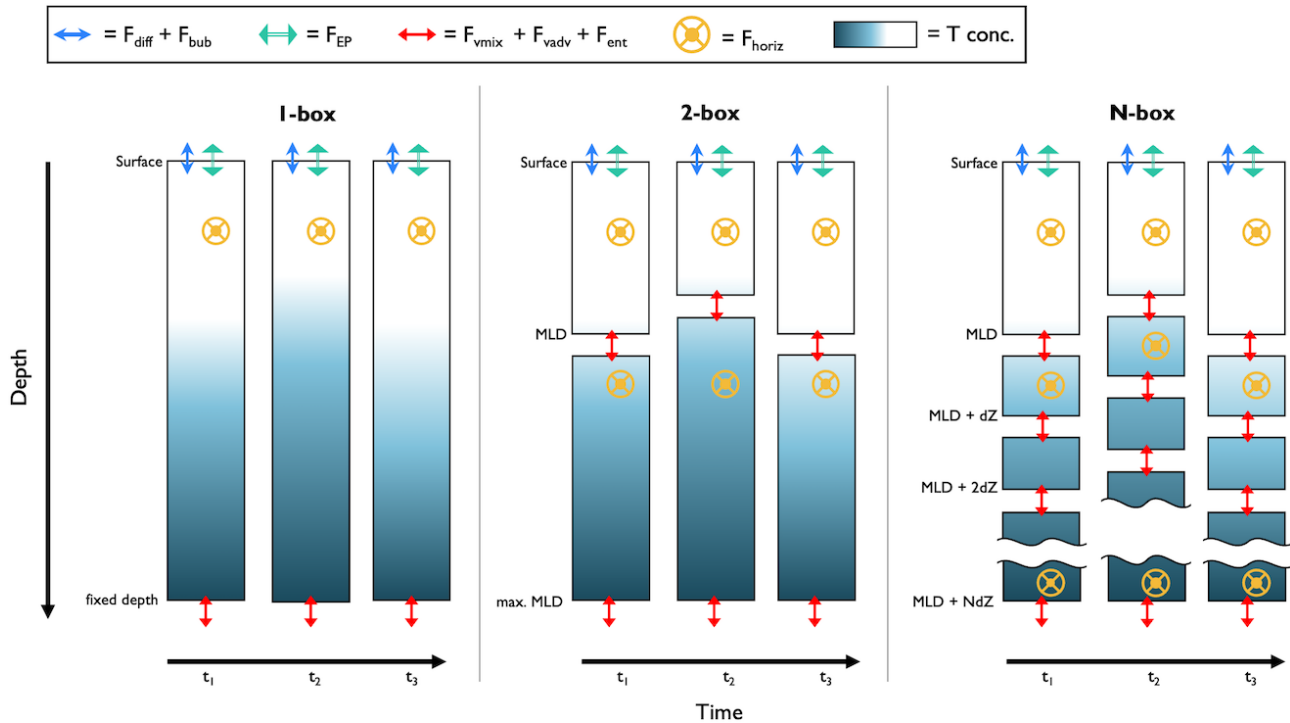 = F_diff + F_bub = F_EP = F_vmix + F_vadv + F_ent = F_horiz = T conc.
1-box 2-box N-box
Depth
Surface
fixed depth
t₁ t₂ t₃
Surface
MLD
max. MLD
t₁ t₂ t₃
Surface
MLD
MLD + dZ
MLD + 2dZ
MLD + NdZ
t₁ t₂ t₃
Time